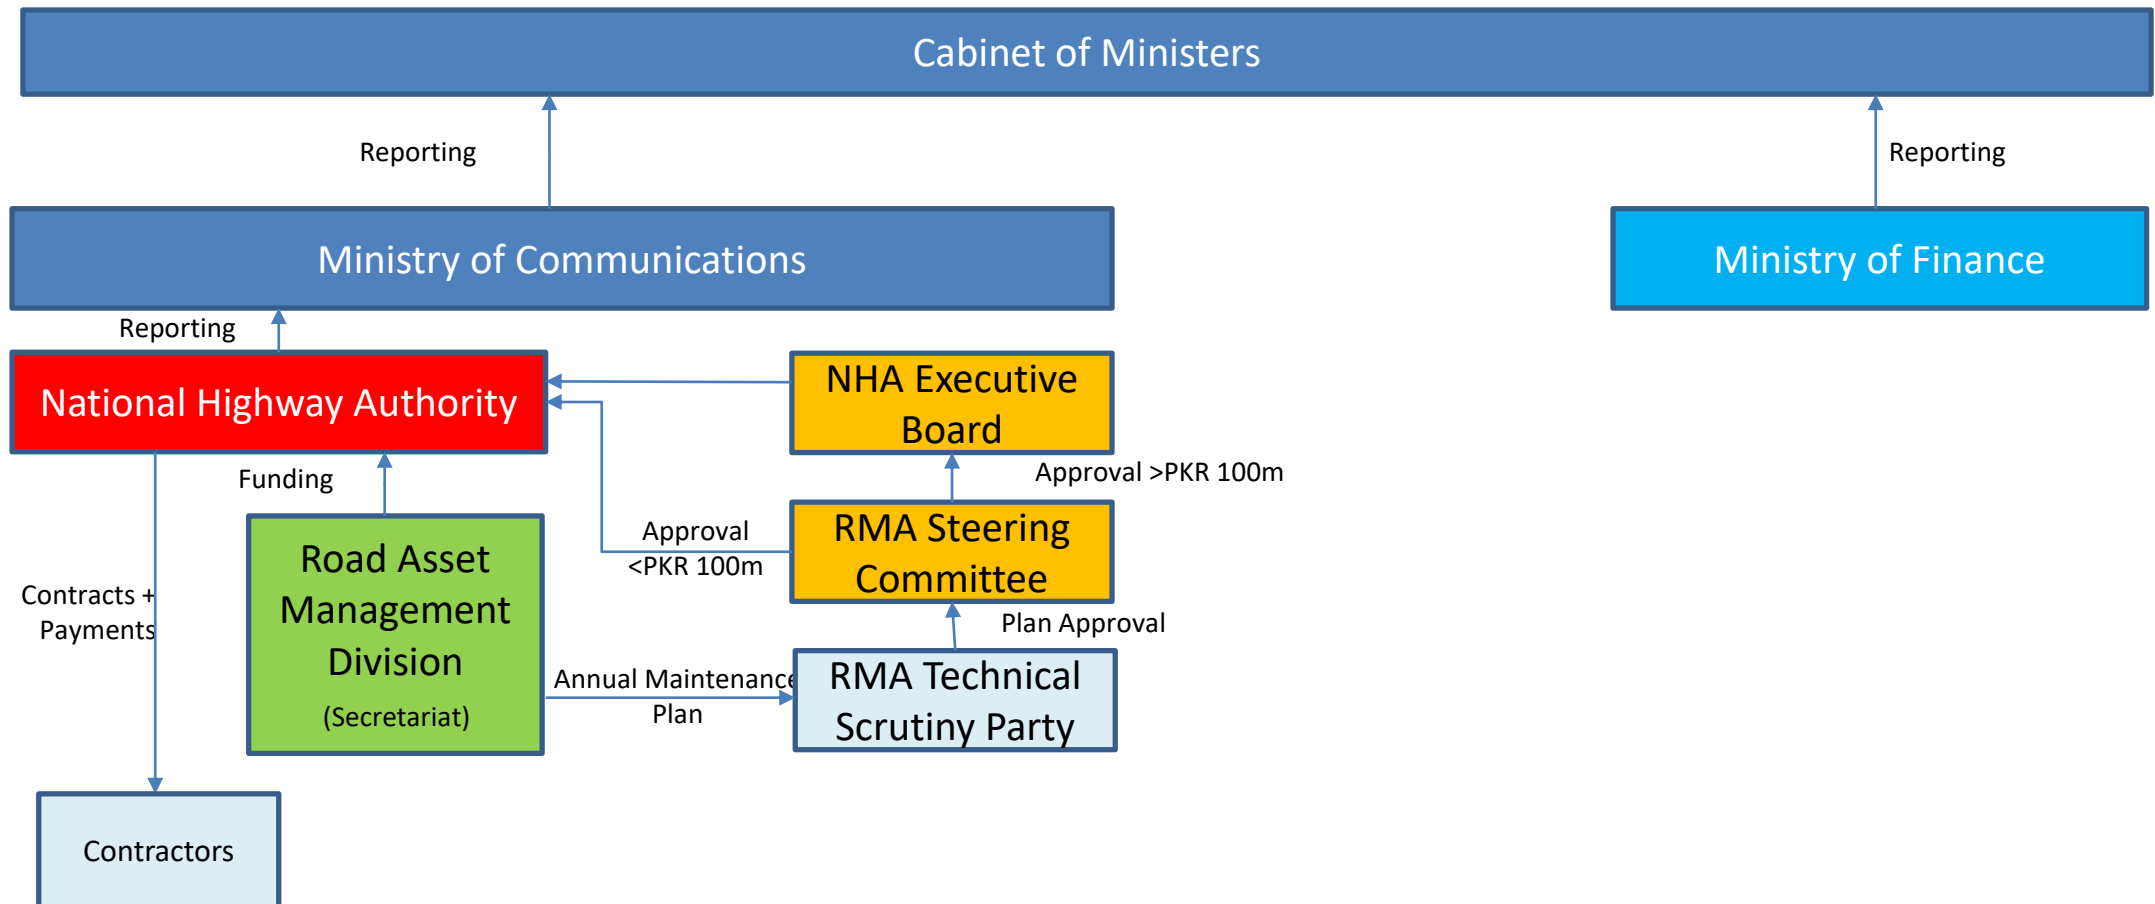 Cabinet of Ministers
Reporting
Reporting
Ministry of Communications
Ministry of Finance
Reporting
National Highway Authority
NHA Executive
Board
Funding
Approval >PKR 100m
Approval
<PKR 100m
RMA Steering
Committee
Road Asset
Management
Division
(Secretariat)
Contracts +
Payments
Plan Approval
Annual Maintenance
Plan
RMA Technical
Scrutiny Party
Contractors